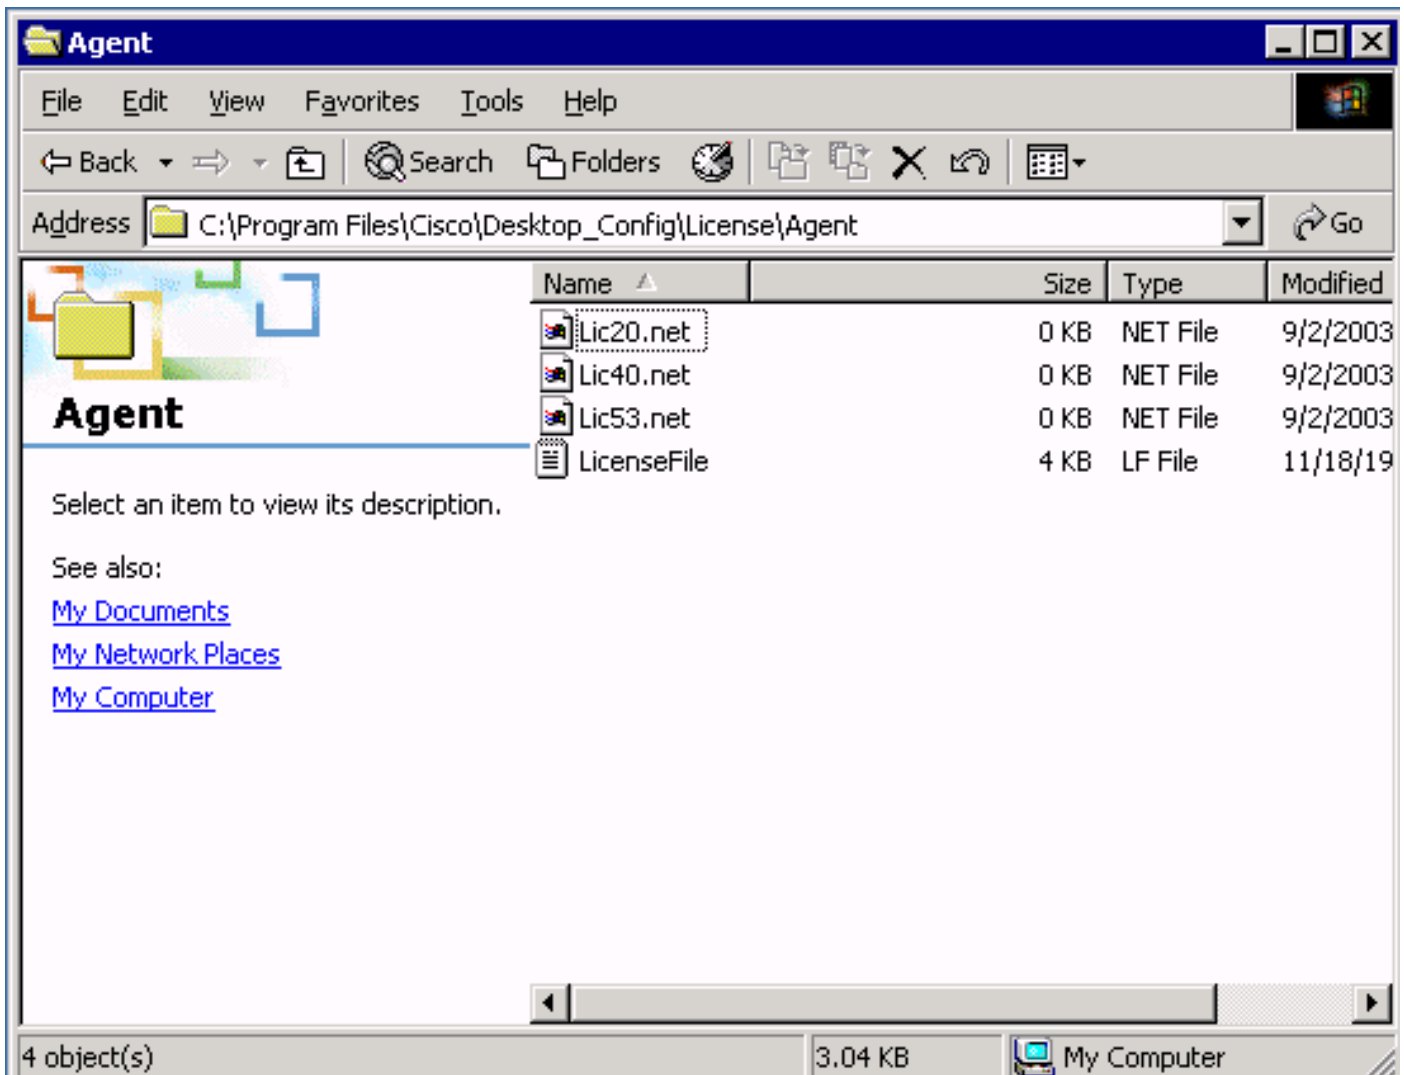 Agent
File Edit View Favorites Tools Help
Back Search Folders
Address C:\Program Files\Cisco\Desktop_Config\License\Agent Go
Name Size Type Modified
Lic20.net 0 KB NET File 9/2/2003
Lic40.net 0 KB NET File 9/2/2003
Lic53.net 0 KB NET File 9/2/2003
LicenseFile 4 KB LF File 11/18/19
Agent
Select an item to view its description.
See also:
My Documents
My Network Places
My Computer
4 object(s) 3.04 KB My Computer